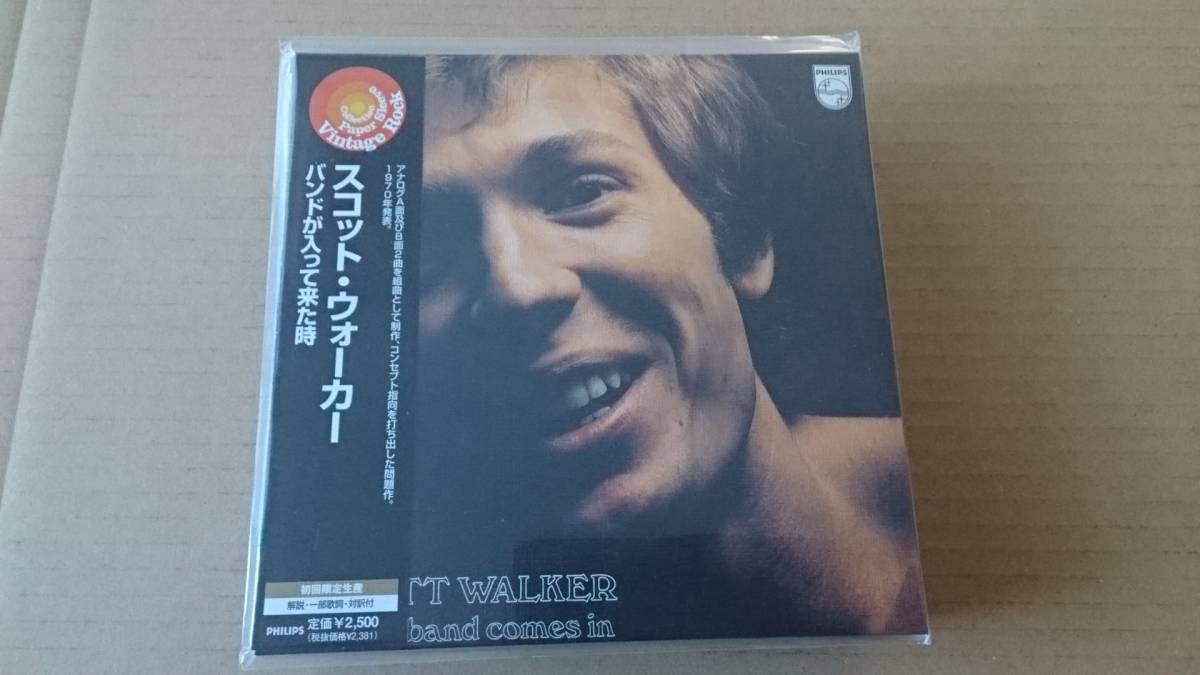 Vintage Rock
Paper Sleeve
Collection
スコット・ウォーカー
バンドが入って来た時
アナログA面及びB面2曲を組曲として制作、コンセプト指向を打ち出した問題作。
1970年発表。
初回限定生産
解説・一部歌詞・対訳付
PHILIPS 定価¥2,500
(税抜価格¥2,381)
PHILIPS
TT WALKER
band comes in